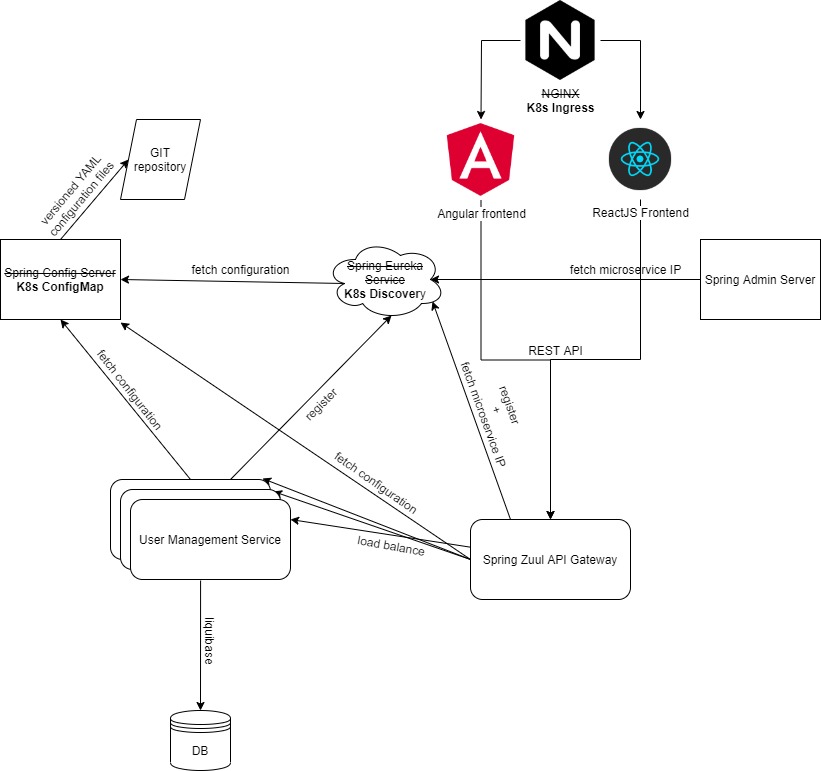 N
NGINX
K8s Ingress
A
Angular frontend
ReactJS Frontend
GIT
repository
versioned YAML
configuration files
Spring Config Server
K8s ConfigMap
fetch configuration
Spring Eureka
Service
K8s Discovery
fetch microservice IP
Spring Admin Server
REST API
fetch configuration
register
register
+
fetch microservice IP
fetch configuration
User Management Service
load balance
Spring Zuul API Gateway
liquibase
DB